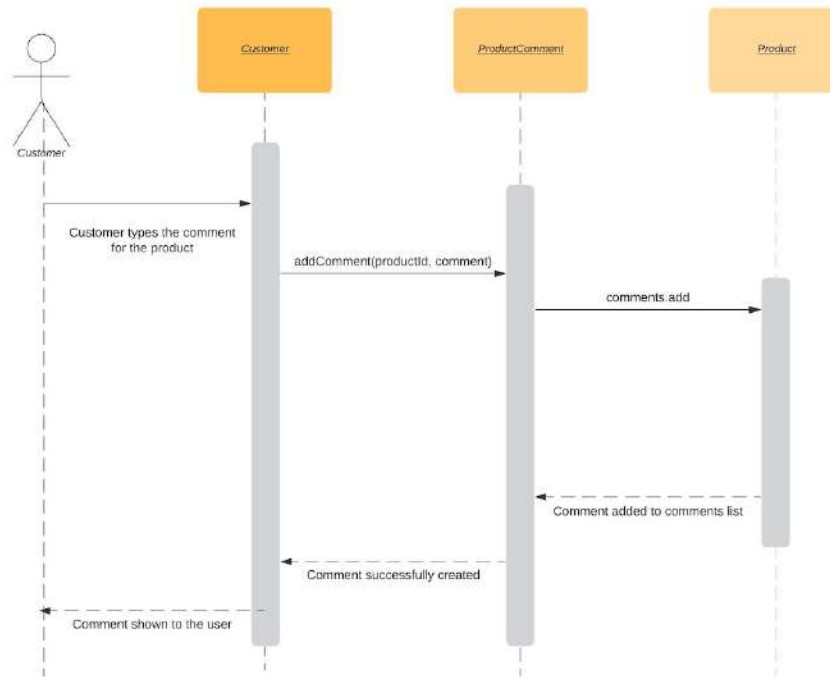 Customer
ProductComment
Product
Customer
Customer types the comment
for the product
addComment(productId, comment)
comments.add
Comment added to comments list
Comment successfully created
Comment shown to the user